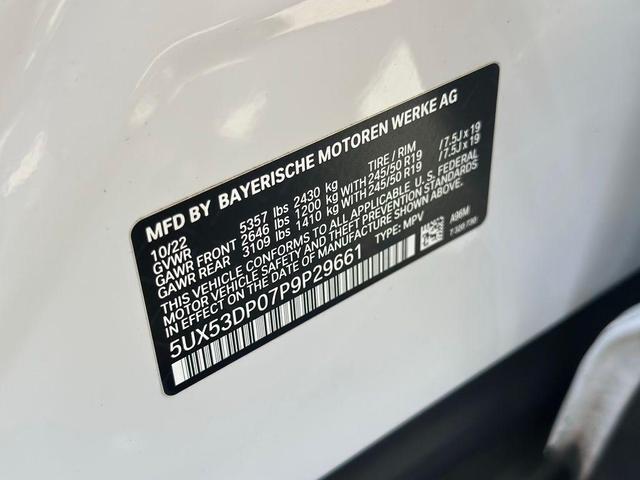 MFD BY BAYERISCHE MOTOREN WERKE AG
10/22 TIRE / RIM
GVWR 5357 lbs 2430 kg
GAWR FRONT 2646 lbs 1200 kg WITH 245/50 R19 /7.5J x 19
GAWR REAR 3109 lbs 1410 kg WITH 245/50 R19 /7.5J x 19
THIS VEHICLE CONFORMS TO ALL APPLICABLE U.S. FEDERAL
MOTOR VEHICLE SAFETY AND THEFT PREVENTION STANDARDS
IN EFFECT ON THE DATE OF MANUFACTURE SHOWN ABOVE.
5UX53DP07P9P29661 TYPE: MPV A96M
7 320 730